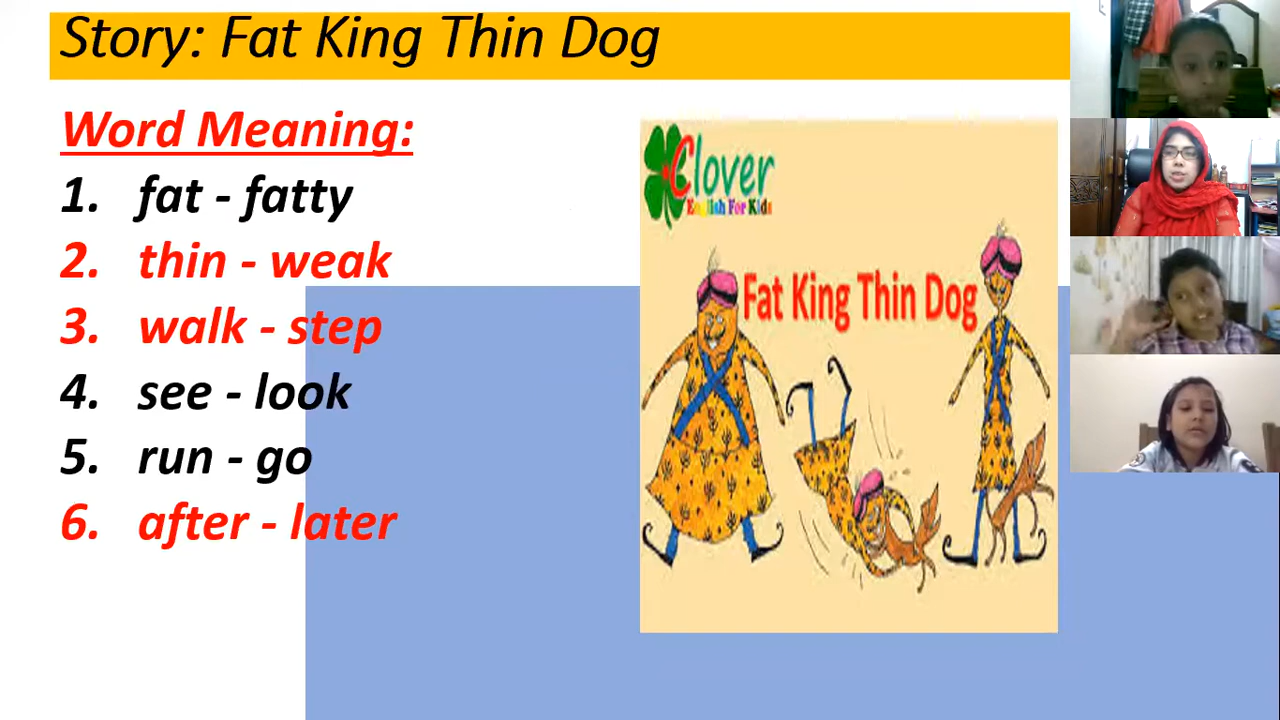 Story: Fat King Thin Dog
Word Meaning:
1. fat - fatty
2. thin - weak
3. walk - step
4. see - look
5. run - go
6. after - later
Clover
English For Kids
Fat King Thin Dog